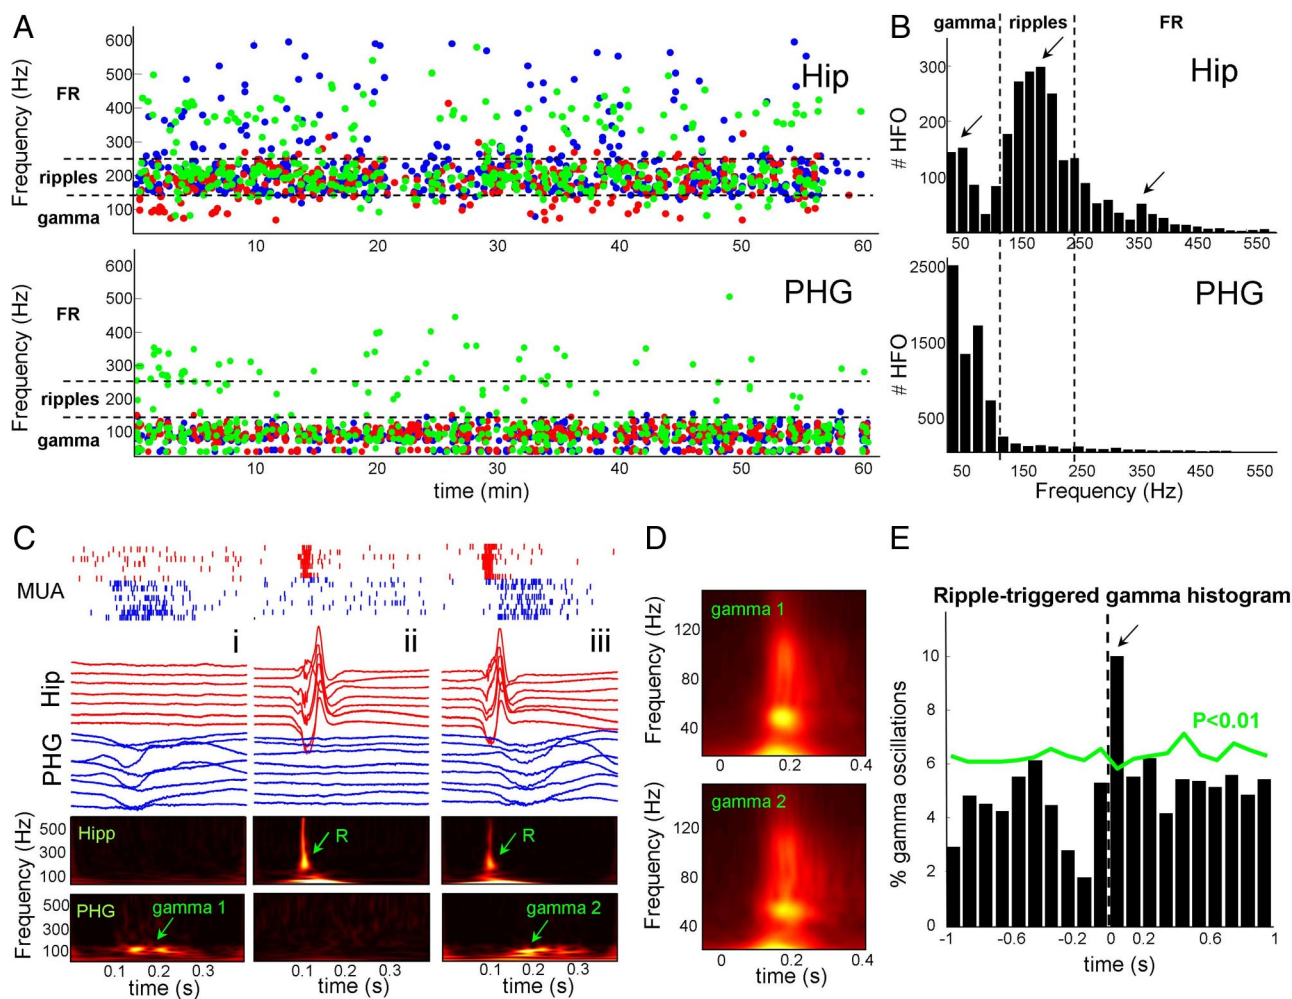 A
600
500
FR
400
300
ripples
200
gamma
100
Frequency (Hz)
Hip
10 20 30 40 50 60
600
500
FR
400
300
ripples
200
gamma
100
Frequency (Hz)
PHG
10 20 30 40 50 60
time (min)
B
gamma ripples FR
300
200
100
# HFO
Hip
50 150 250 350 450 550
2500
1500
500
# HFO
PHG
50 150 250 350 450 550
Frequency (Hz)
C
MUA
i ii iii
Hip
PHG
Frequency (Hz)
500
300
100
Hipp
R
R
500
300
100
PHG
gamma 1
gamma 2
0.1 0.2 0.3
0.1 0.2 0.3
0.1 0.2 0.3
time (s) time (s) time (s)
D
gamma 1
Frequency (Hz)
120
80
40
0 0.2 0.4
gamma 2
Frequency (Hz)
120
80
40
0 0.2 0.4
time (s)
E
Ripple-triggered gamma histogram
P<0.01
% gamma oscillations
10
8
6
4
2
0
-1 -0.6 -0.2 0 0.2 0.6 1
time (s)